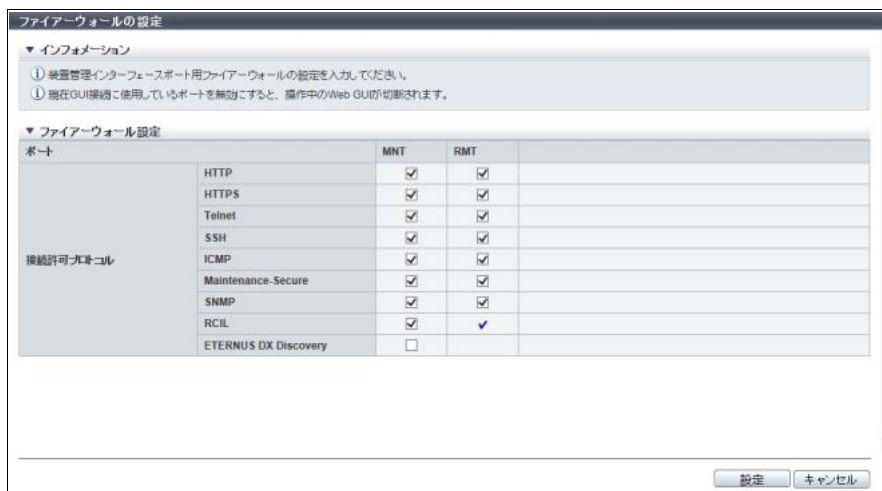 ファイアーウォールの設定
▼ インフォメーション
装置管理インターフェースポート用ファイアーウォールの設定を入力してください。
現在GUI接続に使用しているポートを無効にすると、操作中のWeb GUIが切断されます。
▼ ファイアーウォール設定
ポート MNT RMT
接続許可プロトコル
HTTP
HTTPS
Telnet
SSH
ICMP
Maintenance-Secure
SNMP
RCIL
ETERNUS DX Discovery
設定 キャンセル